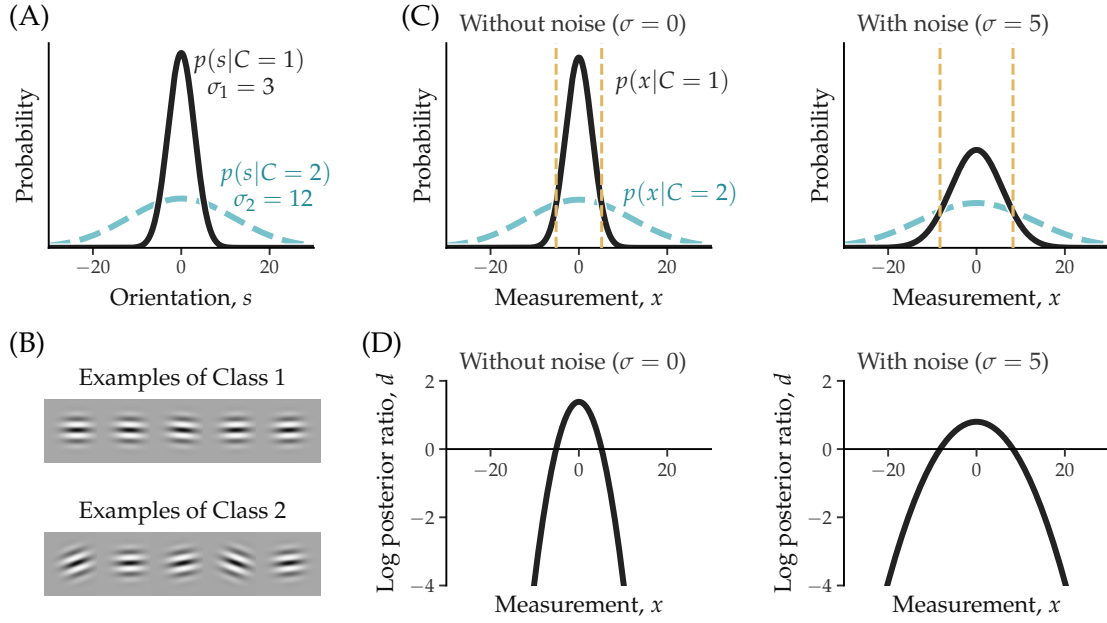 (A)
p(s|C = 1)
σ₁ = 3
p(s|C = 2)
σ₂ = 12
Probability
−20
0
20
Orientation, s
(B)
Examples of Class 1
Examples of Class 2
(C)
Without noise (σ = 0)
p(x|C = 1)
p(x|C = 2)
Probability
−20
0
20
Measurement, x
With noise (σ = 5)
Probability
−20
0
20
Measurement, x
(D)
Without noise (σ = 0)
Log posterior ratio, d
2
0
−2
−4
−20
0
20
Measurement, x
With noise (σ = 5)
Log posterior ratio, d
2
0
−2
−4
−20
0
20
Measurement, x